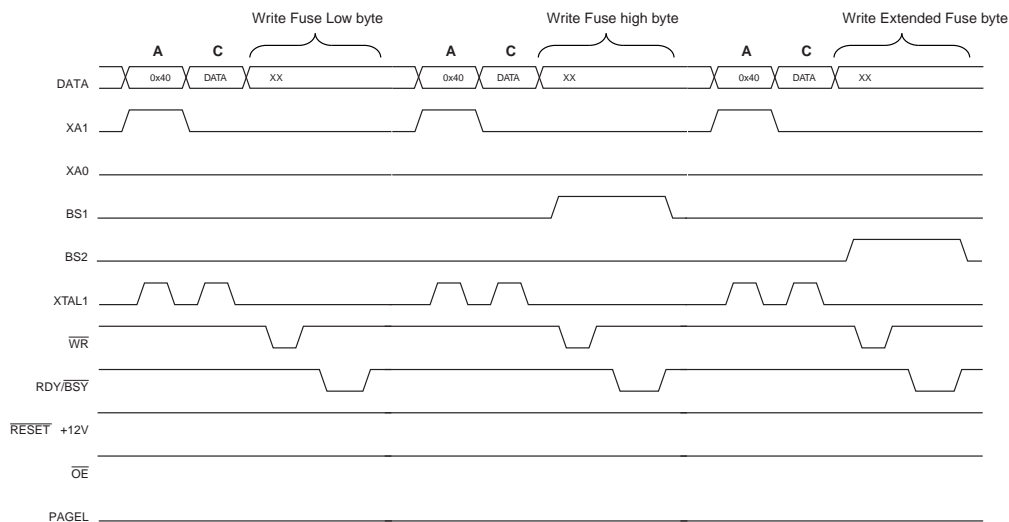 Write Fuse Low byte Write Fuse high byte Write Extended Fuse byte
A C A C A C
DATA 0x40 DATA XX 0x40 DATA XX 0x40 DATA XX
XA1
XA0
BS1
BS2
XTAL1
WR
RDY/BSY
RESET +12V
OE
PAGEL